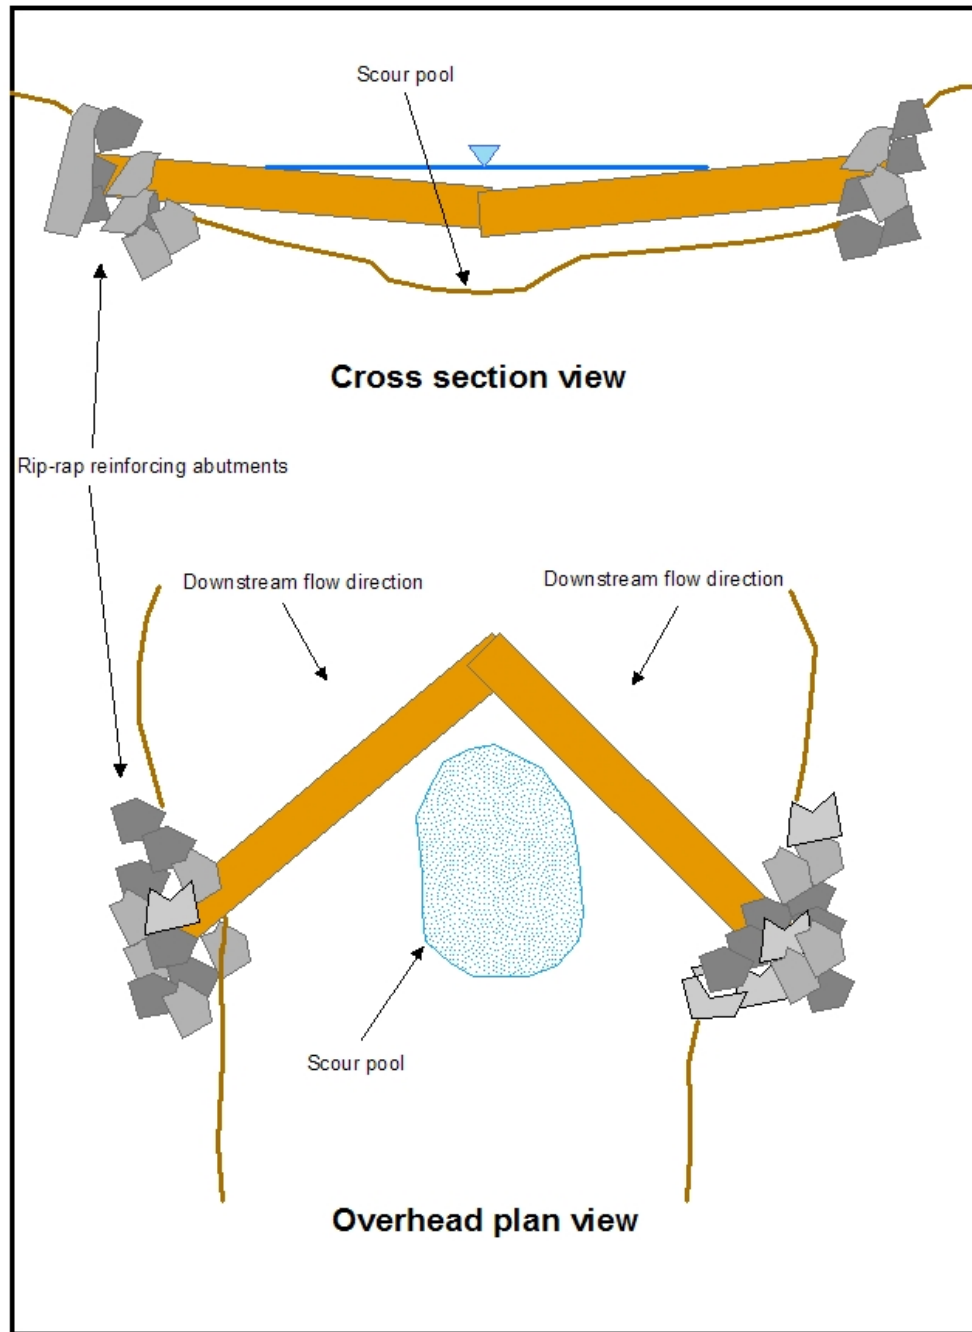 Scour pool
Cross section view
Rip-rap reinforcing abutments
Downstream flow direction
Downstream flow direction
Scour pool
Overhead plan view